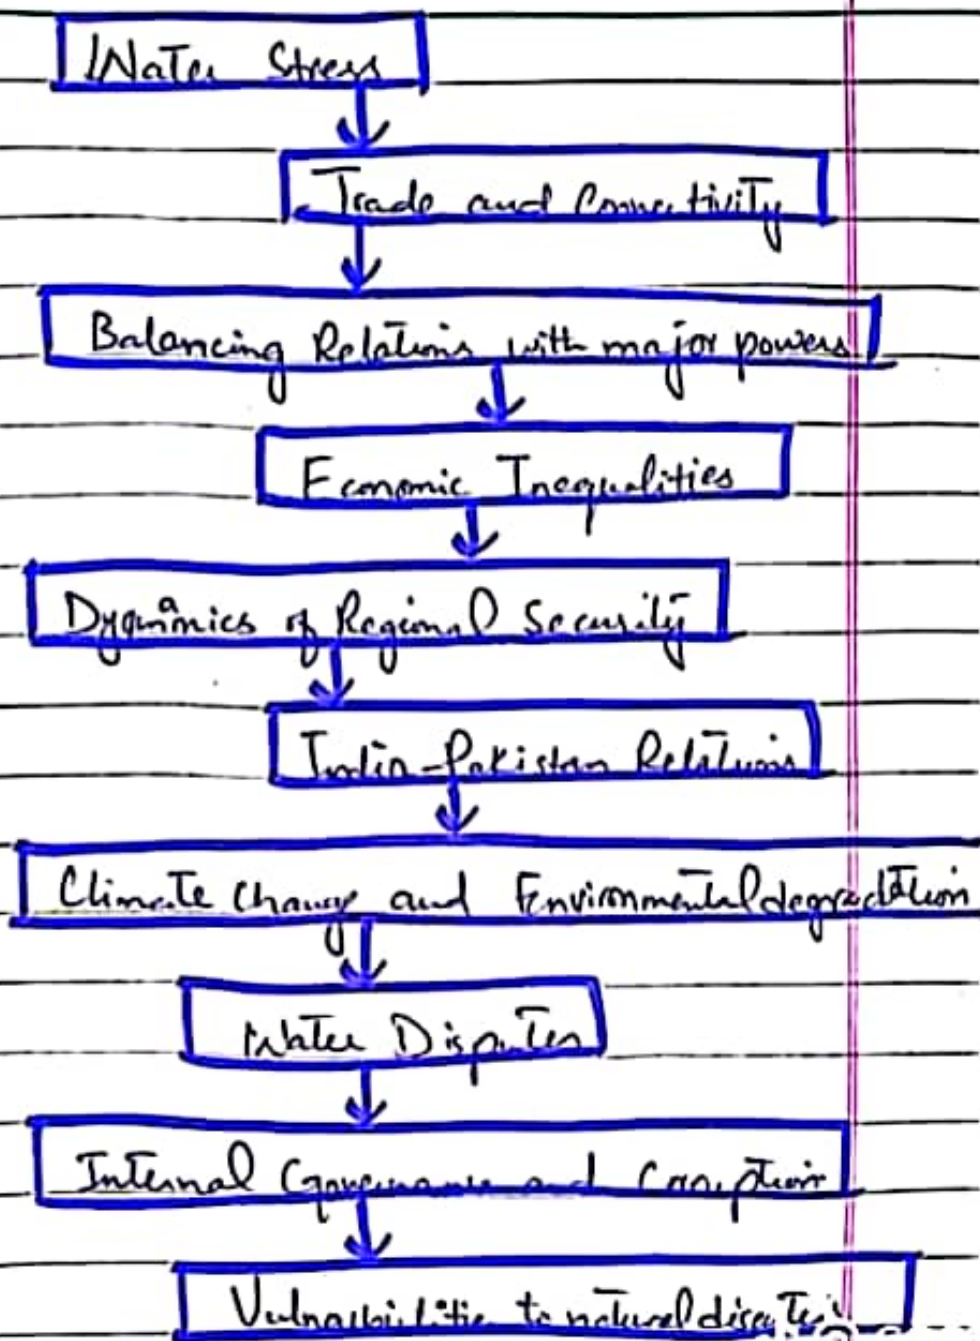 Water Stress
Trade and Connectivity
Balancing Relations with major powers
Economic Inequalities
Dynamics of Regional Security
India-Pakistan Relations
Climate Change and Environmental degradation
Water Disputes
Internal Governance and Corruption
Vulnerabilities to natural disasters